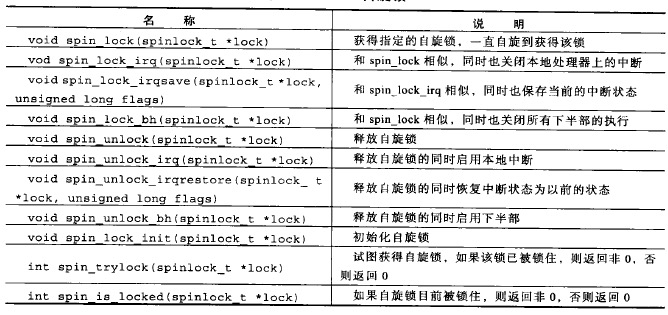 名 称 说 明
void spin_lock(spinlock_t *lock) 获得指定的自旋锁，一直自旋到获得该锁
vod spin_lock_irq(spinlock_t *lock) 和 spin_lock 相似，同时也关闭本地处理器上的中断
void spin_lock_irqsave(spinlock_t *lock,
unsigned long flags) 和 spin_lock_irq 相似，同时也保存当前的中断状态
void spin_lock_bh(spinlock_t *lock) 和 spin_lock 相似，同时也关闭所有下半部的执行
void spin_unlock(spinlock_t *lock) 释放自旋锁
void spin_unlock_irq(spinlock_t *lock) 释放自旋锁的同时启用本地中断
void spin_unlock_irqrestore(spinlock_ t
*lock, unsigned long flags) 释放自旋锁的同时恢复中断状态为以前的状态
void spin_unlock_bh(spinlock_t *lock) 释放自旋锁的同时启用下半部
void spin_lock_init(spinlock_t *lock) 初始化自旋锁
int spin_trylock(spinlock_t *lock) 试图获得自旋锁，如果该锁已被锁住，则返回非 0，否
则返回 0
int spin_is_locked(spinlock_t *lock) 如果自旋锁目前被锁住，则返回非 0，否则返回 0